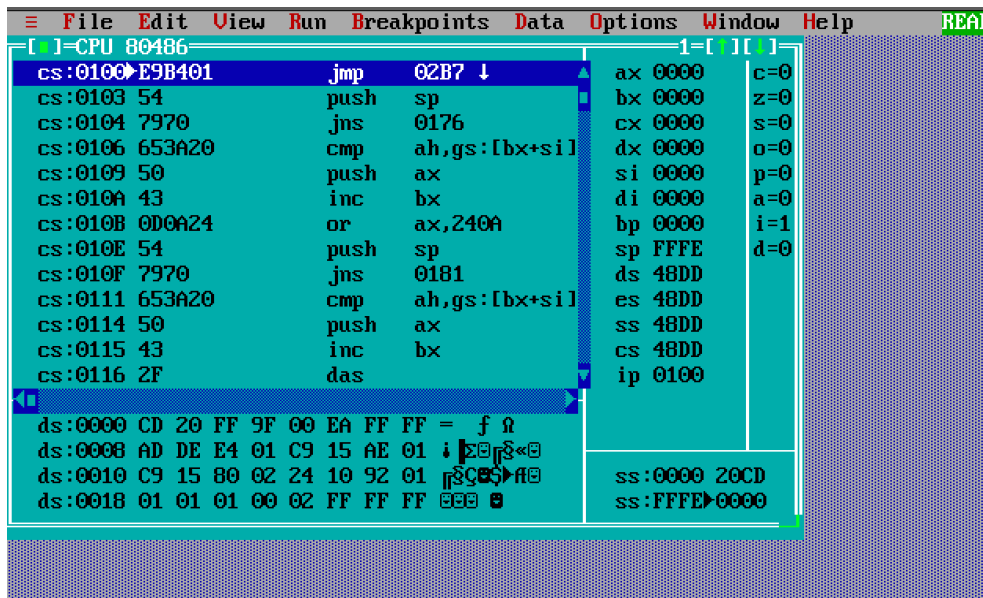 ≡ File Edit View Run Breakpoints Data Options Window Help REA
[■]=CPU 80486 1=[↑][↓]
cs:0100►E9B401 jmp 02B7 ↓ ax 0000 c=0
cs:0103 54 push sp bx 0000 z=0
cs:0104 7970 jns 0176 cx 0000 s=0
cs:0106 653A20 cmp ah,gs:[bx+si] dx 0000 o=0
cs:0109 50 push ax si 0000 p=0
cs:010A 43 inc bx di 0000 a=0
cs:010B 0D0A24 or ax,240A bp 0000 i=1
cs:010E 54 push sp sp FFFE d=0
cs:010F 7970 jns 0181 ds 48DD
cs:0111 653A20 cmp ah,gs:[bx+si] es 48DD
cs:0114 50 push ax ss 48DD
cs:0115 43 inc bx cs 48DD
cs:0116 2F das ip 0100
ds:0000 CD 20 FF 9F 00 EA FF FF = ƒ Ω
ds:0008 AD DE E4 01 C9 15 AE 01 ¡▐Σ☺╔§«☺
ds:0010 C9 15 80 02 24 10 92 01 ╔§Ç☻$►Æ☺ ss:0000 20CD
ds:0018 01 01 01 00 02 FF FF FF ☺☺☺ ☻ ss:FFFE►0000